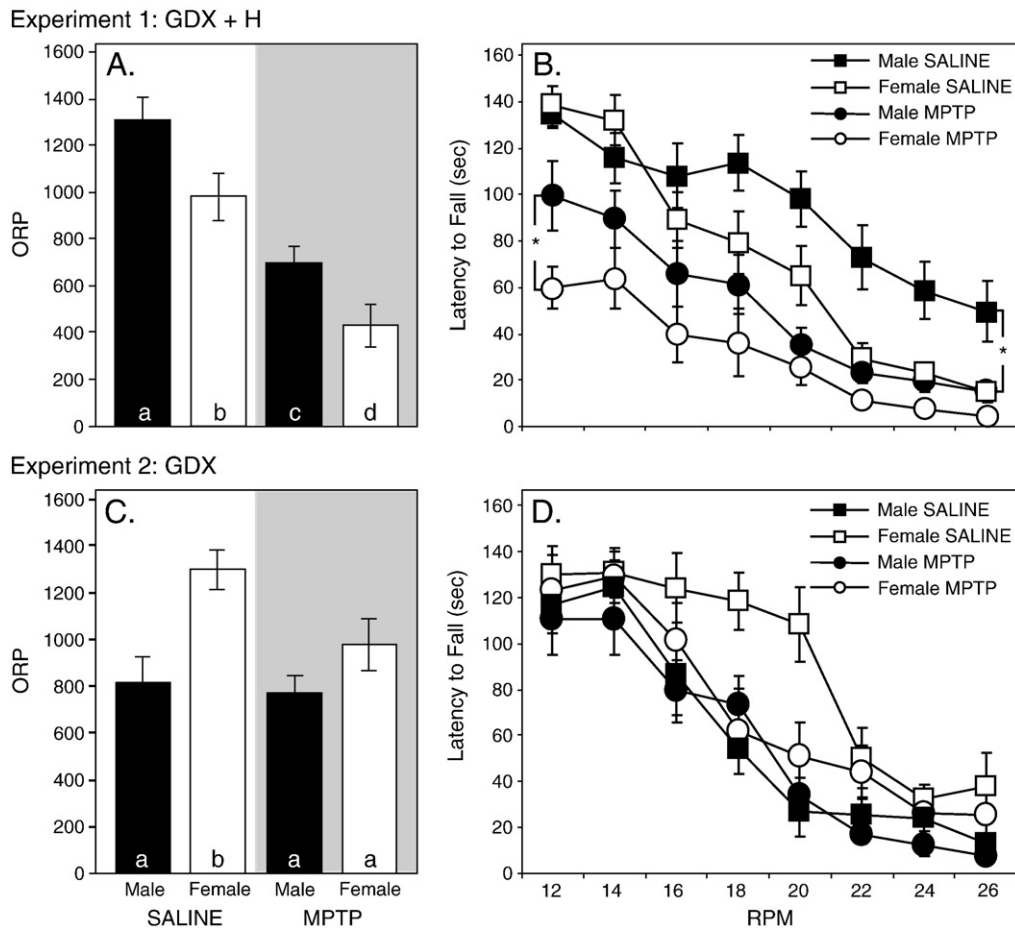 Experiment 1: GDX + H
A.
1600
1400
1200
1000
800
600
400
200
0
ORP
a
b
c
d
B.
160
140
120
100
80
60
40
20
0
Latency to Fall (sec)
Male SALINE
Female SALINE
Male MPTP
Female MPTP
*
*
Experiment 2: GDX
C.
1600
1400
1200
1000
800
600
400
200
0
ORP
a
b
a
a
Male
Female
Male
Female
SALINE
MPTP
D.
160
140
120
100
80
60
40
20
0
Latency to Fall (sec)
Male SALINE
Female SALINE
Male MPTP
Female MPTP
12
14
16
18
20
22
24
26
RPM